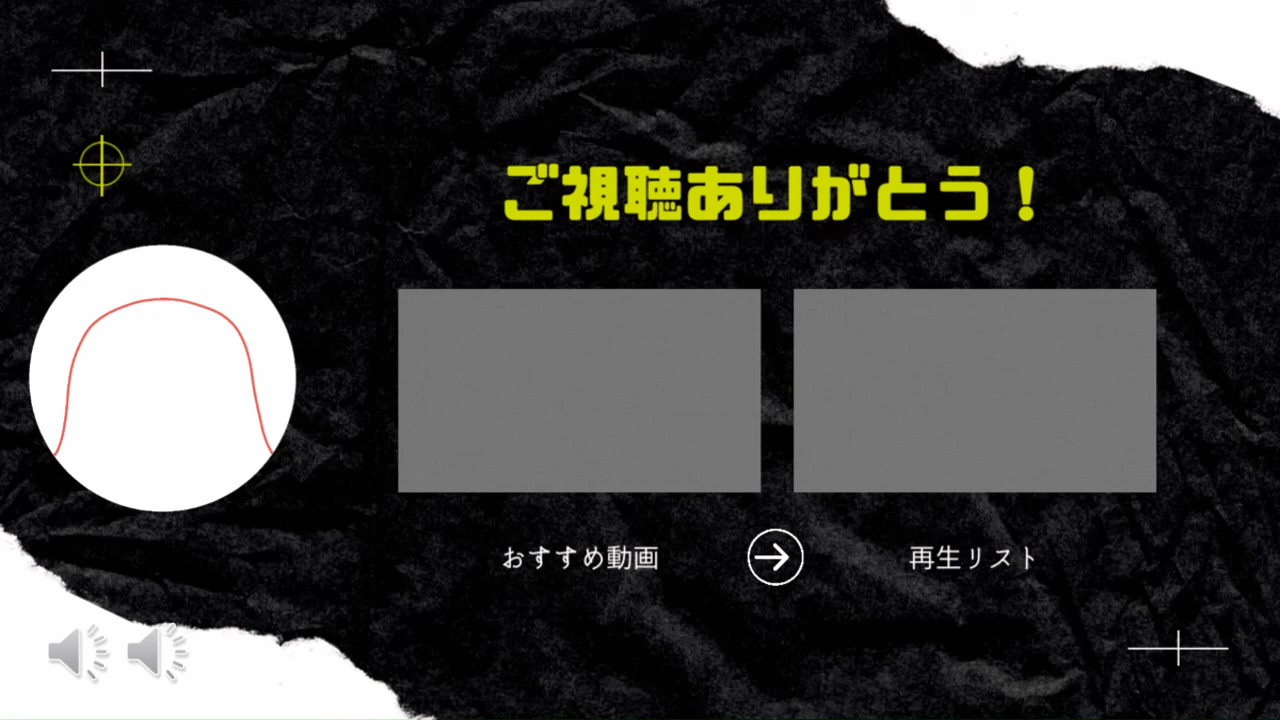 ご視聴ありがとう！
おすすめ動画
再生リスト